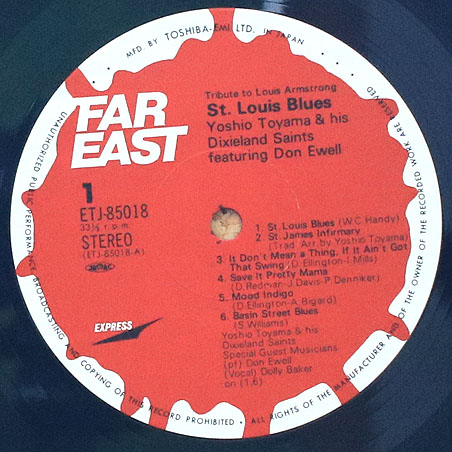 MFD. BY TOSHIBA-EMI LTD. IN JAPAN
UNAUTHORIZED PUBLIC PERFORMANCE BROADCASTING AND COPYING OF THIS RECORD PROHIBITED • ALL RIGHTS OF THE MANUFACTURER AND OF THE OWNER OF THE RECORDED WORK ARE RESERVED
FAR
EAST
Tribute to Louis Armstrong
St. Louis Blues
Yoshio Toyama & his
Dixieland Saints
featuring Don Ewell
1
ETJ-85018
33⅓ r.p.m.
STEREO
(ETJ-85018-A)
JASRAC
1. St. Louis Blues (W.C Handy)
2. St. James Infirmary
(Trad. Arr by Yoshio Toyama)
3. It Don't Mean a Thing, If It Ain't Got
That Swing (D. Ellington-I Mills)
4. Save It Pretty Mama
(D. Redman-J. Davis-P. Denniker)
5. Mood Indigo
(D. Ellington-A Bigard)
6. Basin Street Blues
(S Williams)
Yoshio Toyama & his
Dixieland Saints
Special Guest Musicians
(pf) Don Ewell
(Vocal) Dolly Baker
on (1, 6)
EXPRESS